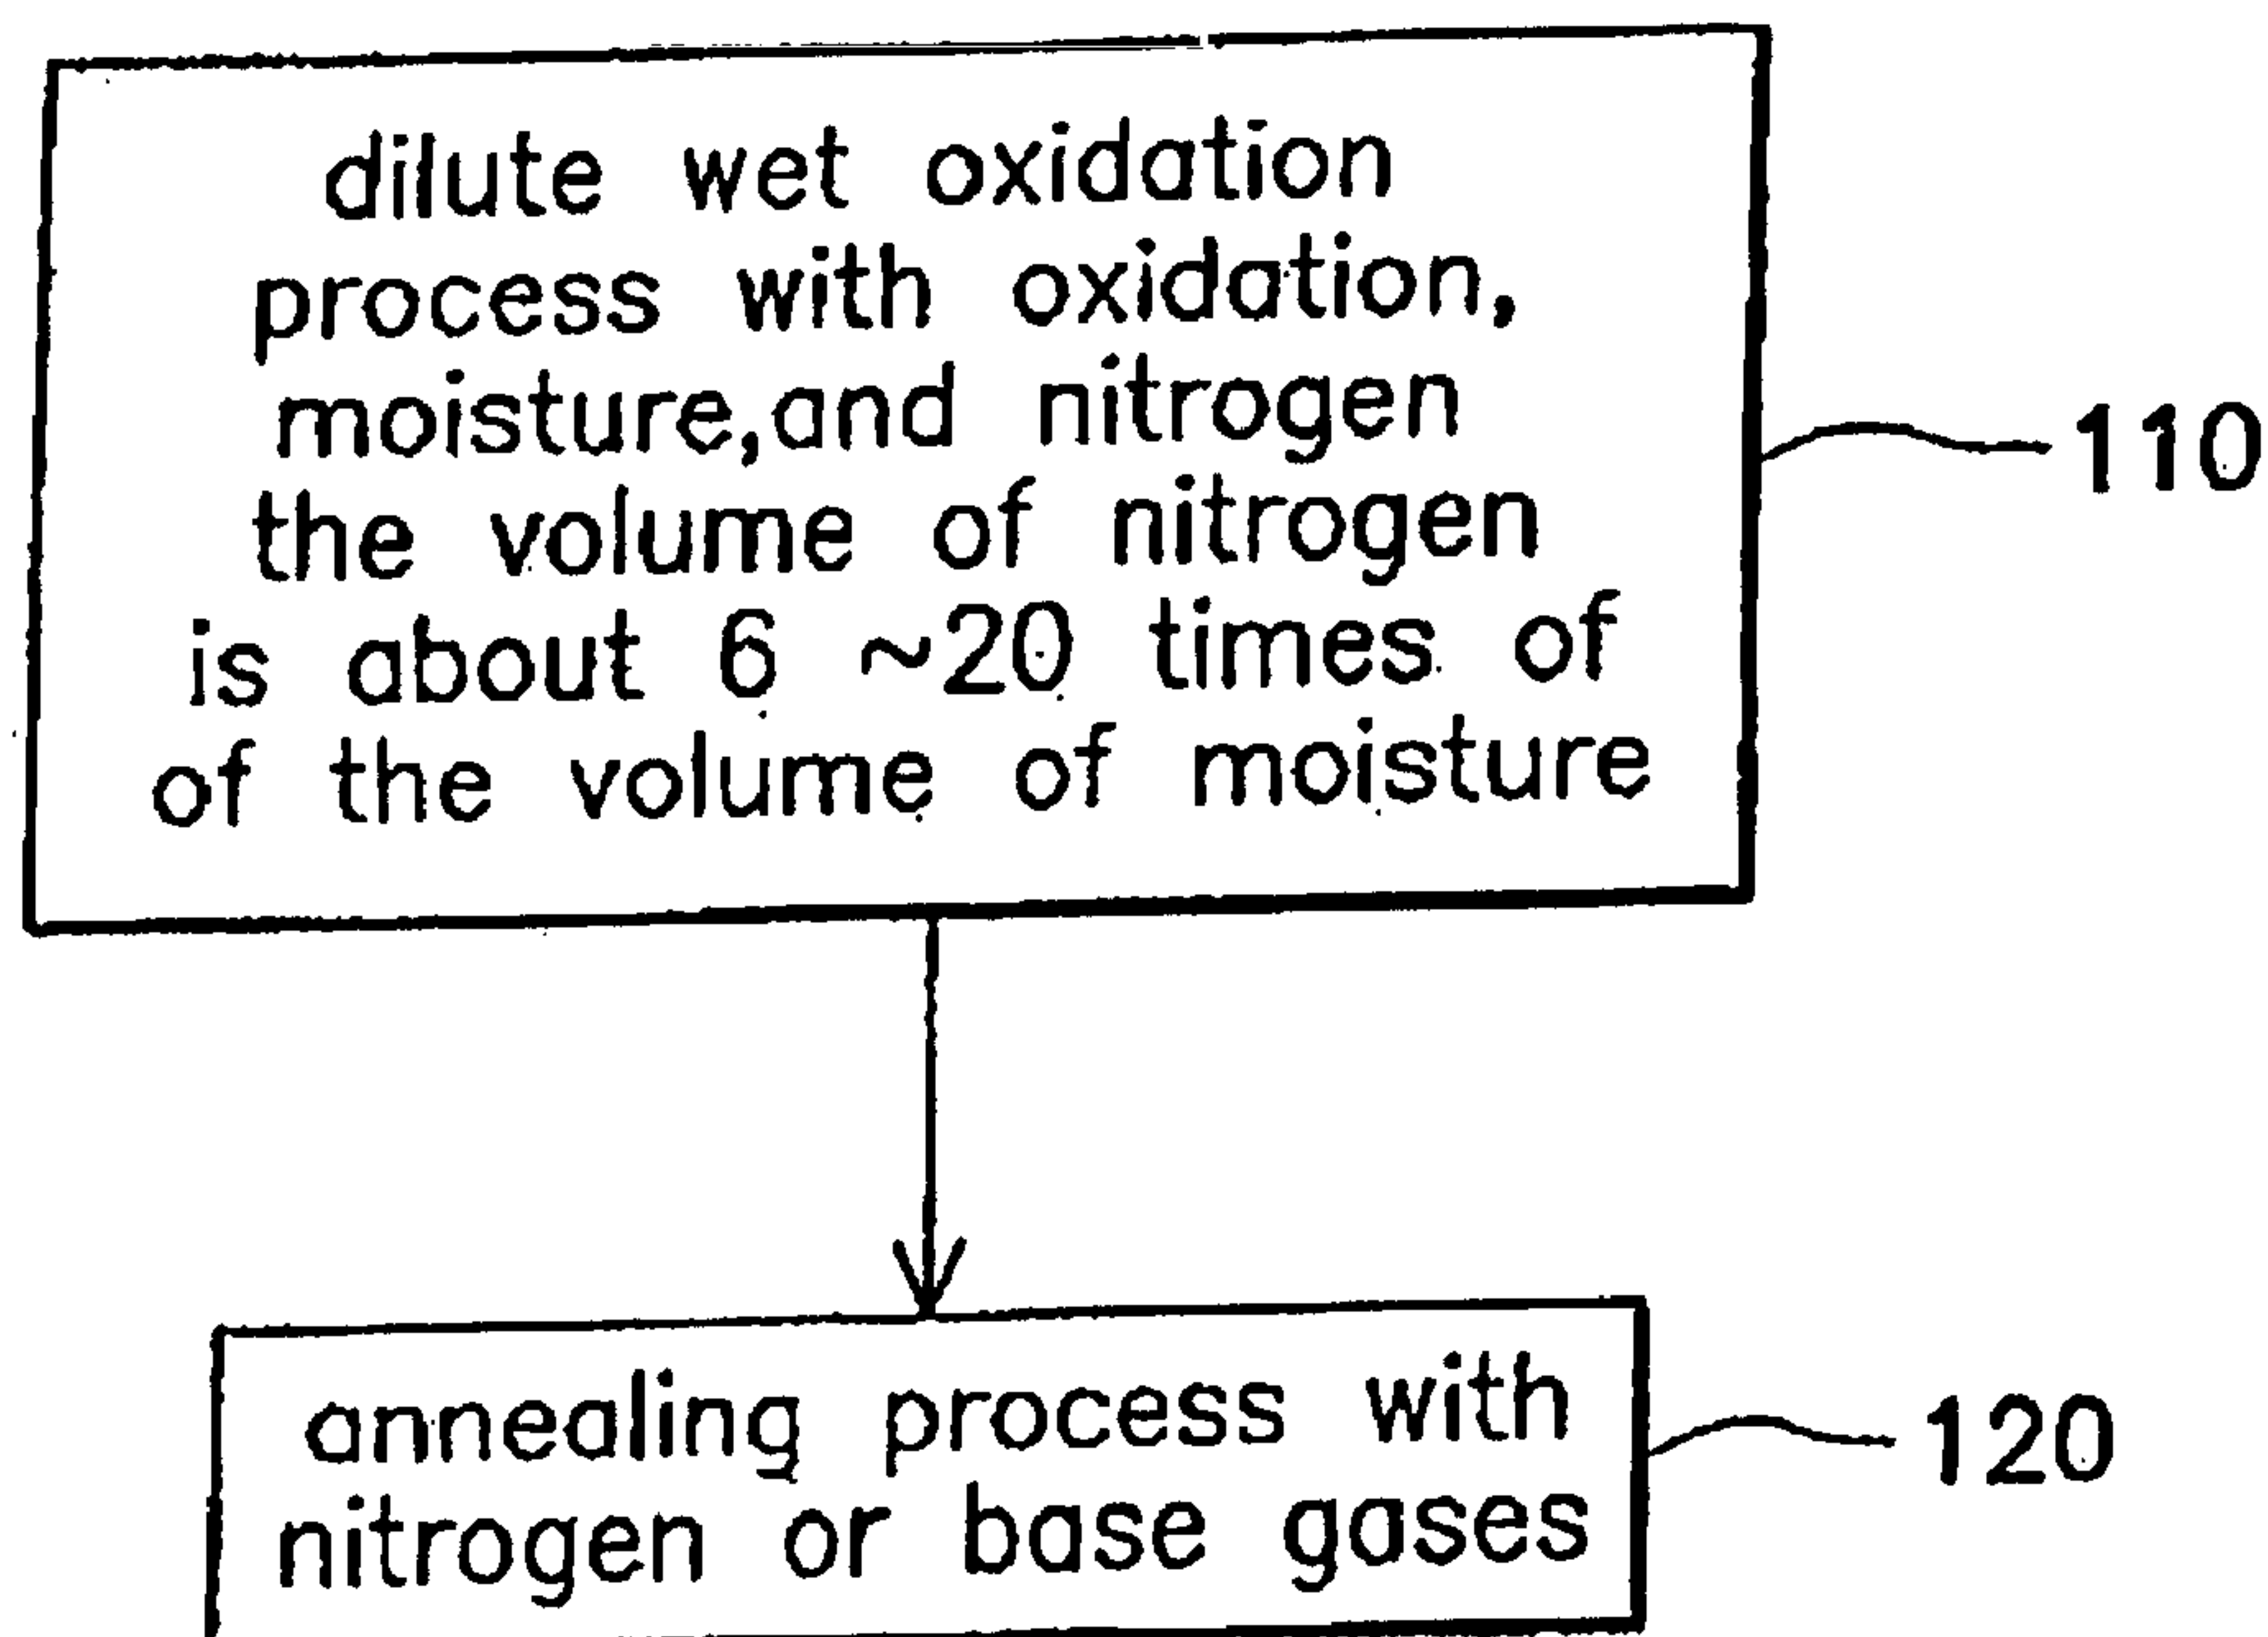 dilute wet oxidation
process with oxidation,
moisture,and nitrogen
the volume of nitrogen
is about 6 ~20 times of
of the volume of moisture
110
annealing process with
nitrogen or base gases
120